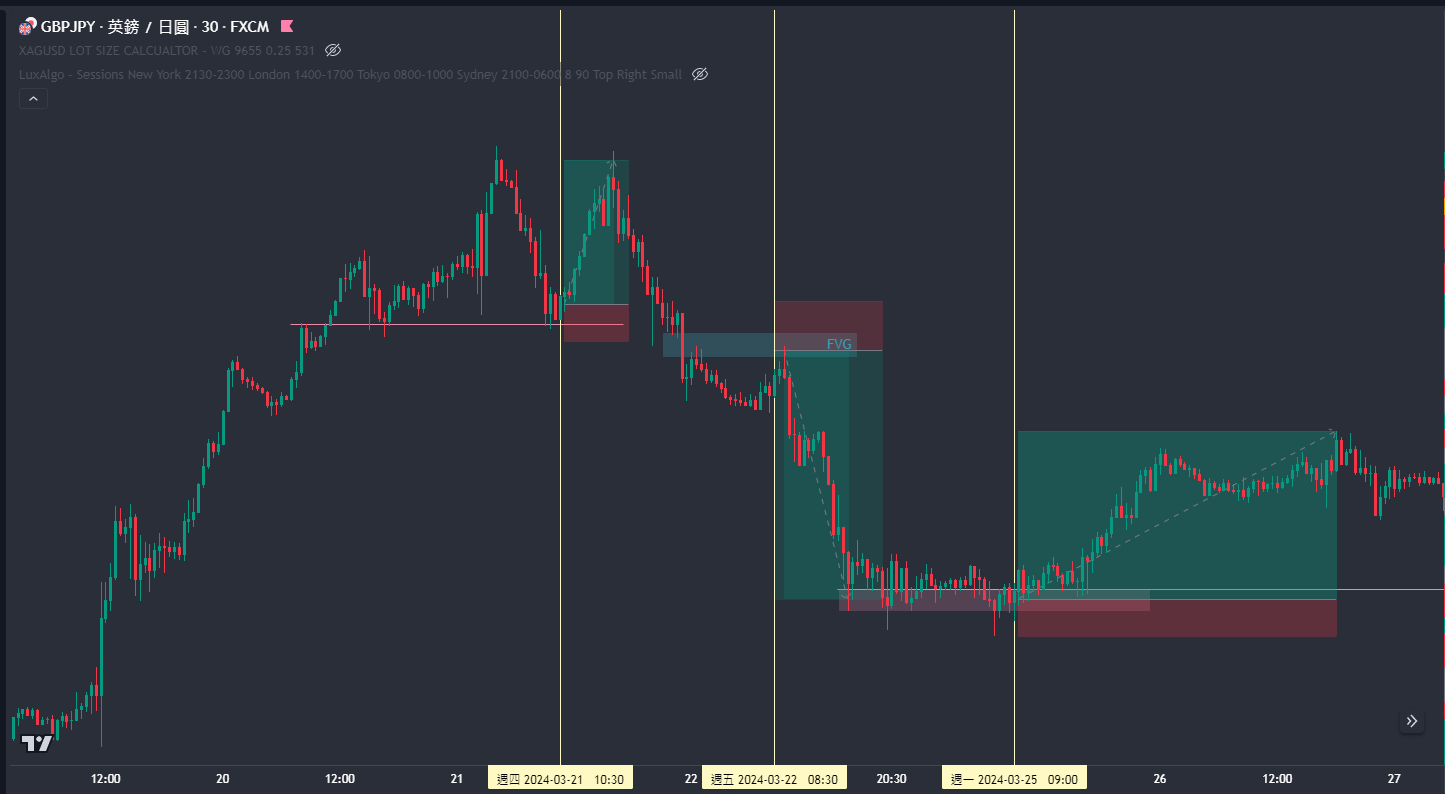 GBPJPY · 英鎊 / 日圓 · 30 · FXCM
XAGUSD LOT SIZE CALCUALTOR - WG 9655 0.25 531
LuxAlgo - Sessions New York 2130-2300 London 1400-1700 Tokyo 0800-1000 Sydney 2100-0600 8 90 Top Right Small
FVG
12:00 20 12:00 21 週四 2024-03-21 10:30 22 週五 2024-03-22 08:30 20:30 週一 2024-03-25 09:00 26 12:00 27